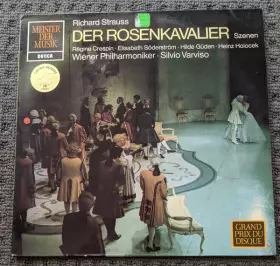 MEISTER
DER
MUSIK
DECCA
Richard Strauss
DER ROSENKAVALIER Szenen
Régine Crespin · Elisabeth Söderström · Hilde Güden · Heinz Holecek
Wiener Philharmoniker · Silvio Varviso
GRAND
PRIX DU
DISQUE